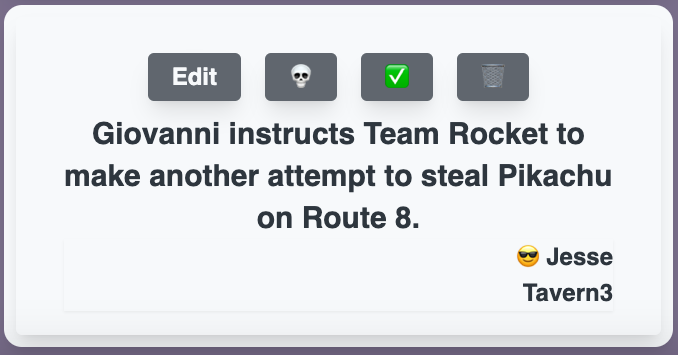 Edit 💀 ✅ 🗑️
Giovanni instructs Team Rocket to
make another attempt to steal Pikachu
on Route 8.
😎 Jesse
Tavern3